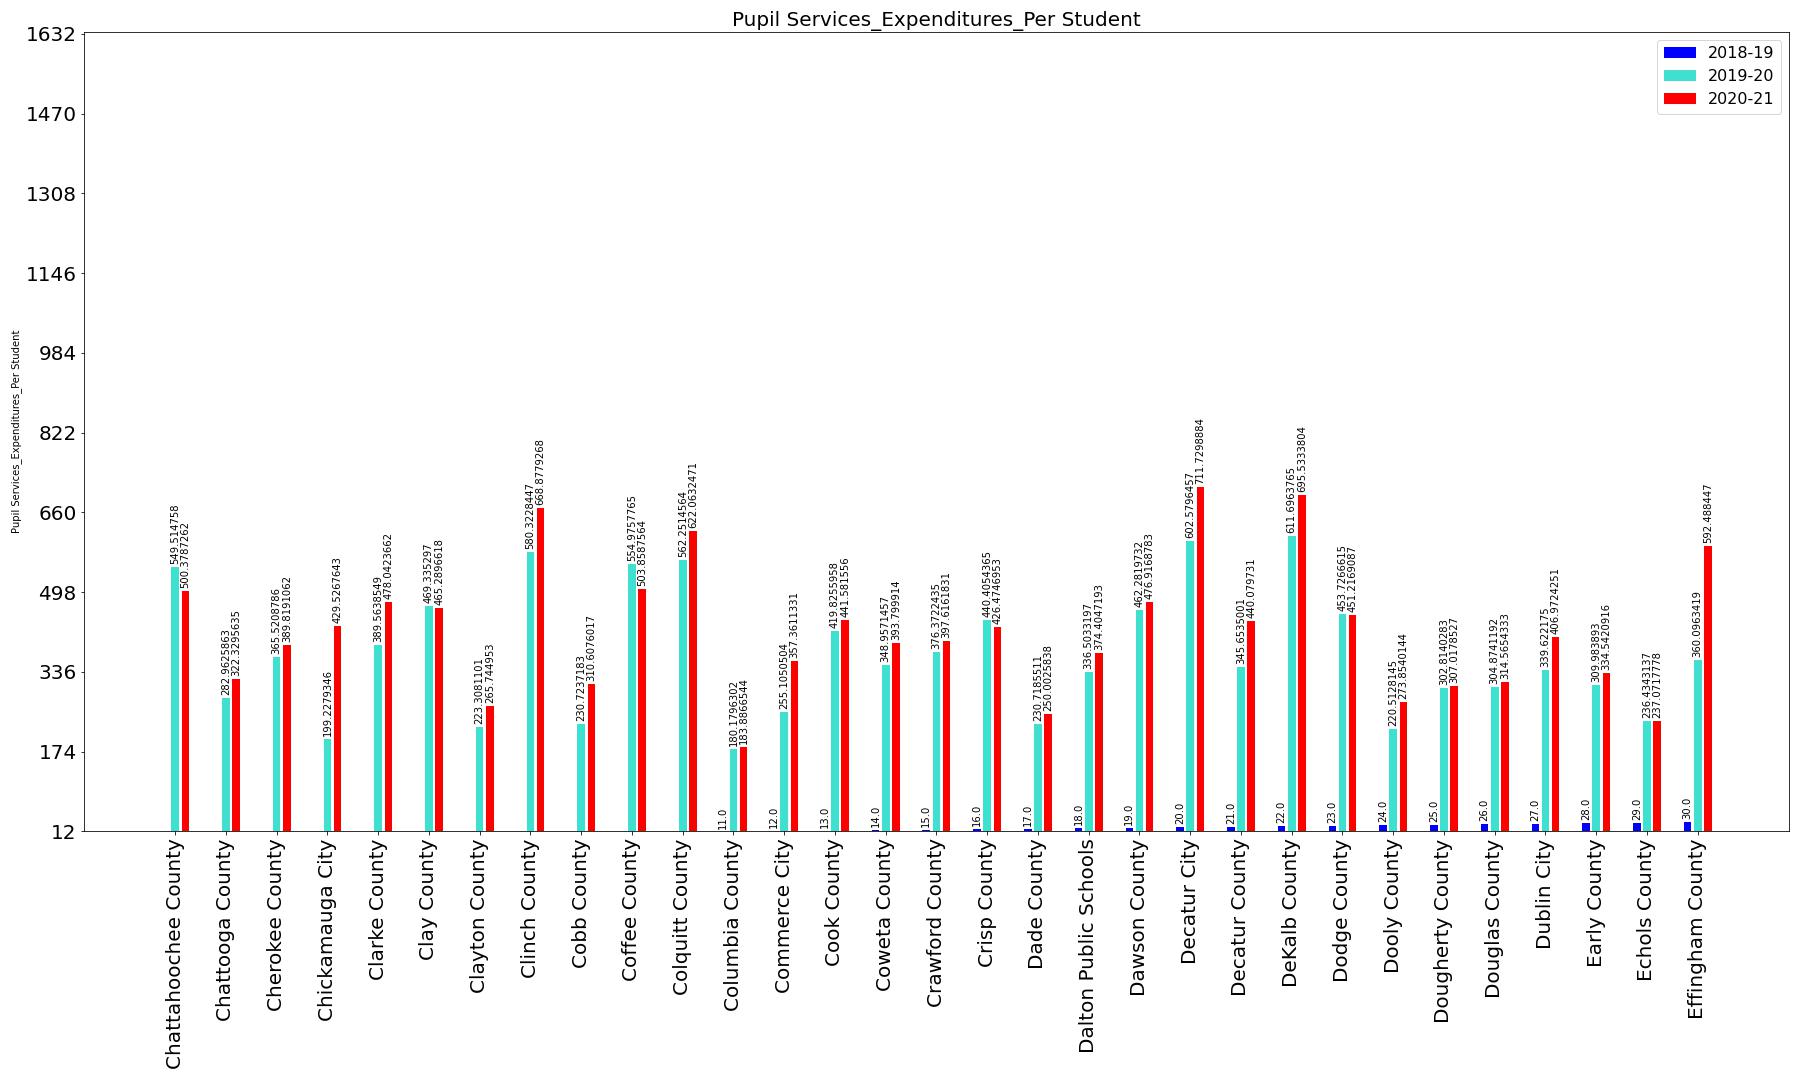 Pupil Services_Expenditures_Per Student
2018-19
2019-20
2020-21
Pupil Services_Expenditures_Per Student
1632
1470
1308
1146
984
822
660
498
336
174
12
549.514758
500.3787262
282.9625863
322.3295635
365.5208786
389.8191062
199.2279346
429.5267643
389.5638549
478.0423662
469.335297
465.2896618
223.3081101
265.744953
580.3228447
668.8779268
230.7237183
310.6076017
554.9757765
503.8587564
562.2514564
622.0632471
11.0
180.1796302
183.8866544
12.0
255.1050504
357.3611331
13.0
419.8255958
441.581556
14.0
348.9571457
393.799914
15.0
376.3722435
397.6161831
16.0
440.4054365
426.4746953
17.0
230.7185511
250.0025838
18.0
336.5033197
374.4047193
19.0
462.2819732
476.9168783
20.0
602.5796457
711.7298884
21.0
345.6535001
440.079731
22.0
611.6963765
695.5333804
23.0
453.7266615
451.2169087
24.0
220.5128145
273.8540144
25.0
302.8140283
307.0178527
26.0
304.8741192
314.5654333
27.0
339.622175
406.9724251
28.0
309.983893
334.5420916
29.0
236.4343137
237.0717778
30.0
360.0963419
592.488447
Chattahoochee County
Chattooga County
Cherokee County
Chickamauga City
Clarke County
Clay County
Clayton County
Clinch County
Cobb County
Coffee County
Colquitt County
Columbia County
Commerce City
Cook County
Coweta County
Crawford County
Crisp County
Dade County
Dalton Public Schools
Dawson County
Decatur City
Decatur County
DeKalb County
Dodge County
Dooly County
Dougherty County
Douglas County
Dublin City
Early County
Echols County
Effingham County